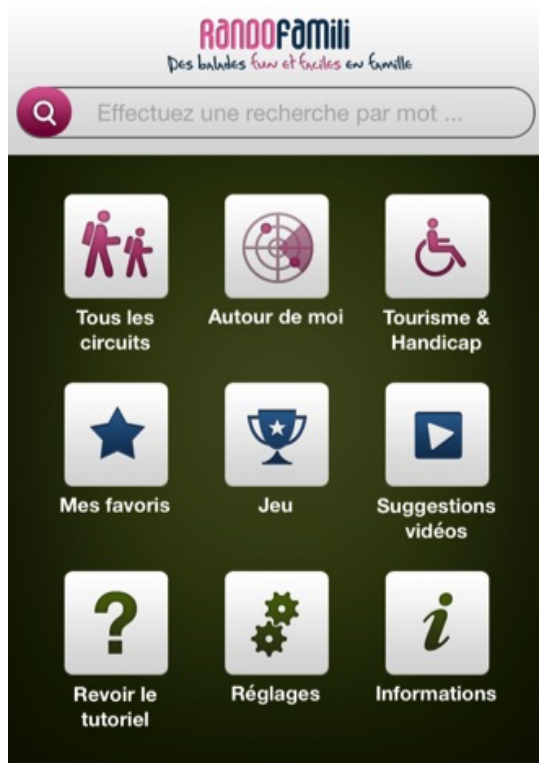 RANDOFAMILI
Des balades fun et faciles en famille
Effectuez une recherche par mot ...
Tous les
circuits
Autour de moi
Tourisme &
Handicap
Mes favoris
Jeu
Suggestions
vidéos
Revoir le
tutoriel
Réglages
Informations